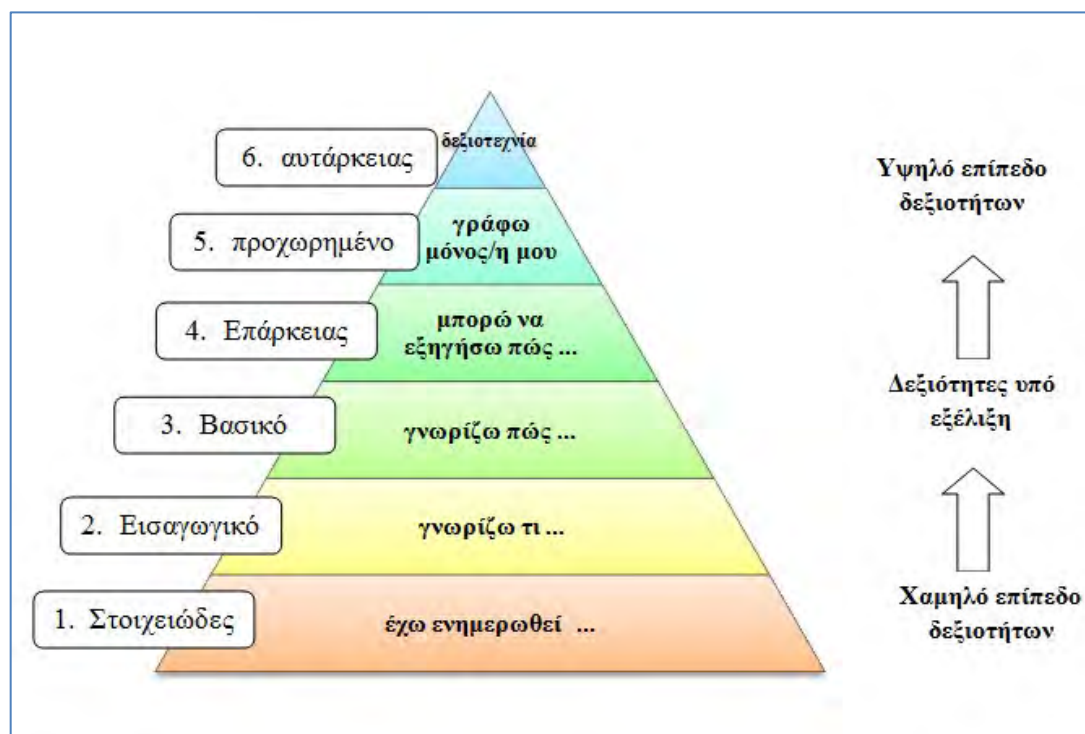 δεξιοτεχνία
6. αυτάρκειας
Υψηλό επίπεδο
δεξιοτήτων
γράφω
μόνος/η μου
5. προχωρημένο
μπορώ να
εξηγήσω πώς ...
4. Επάρκειας
Δεξιότητες υπό
εξέλιξη
3. Βασικό
γνωρίζω πώς ...
2. Εισαγωγικό
γνωρίζω τι ...
Χαμηλό επίπεδο
δεξιοτήτων
1. Στοιχειώδες
έχω ενημερωθεί ...